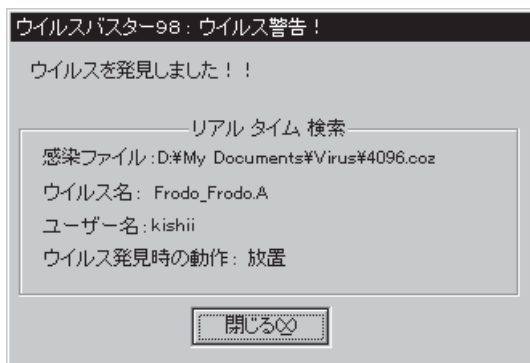 ウイルスバスター98：ウイルス警告！
ウイルスを発見しました！！
リアル タイム 検索
感染ファイル：D:¥My Documents¥Virus¥4096.coz
ウイルス名： Frodo_Frodo.A
ユーザー名：kishii
ウイルス発見時の動作： 放置
閉じる(X)